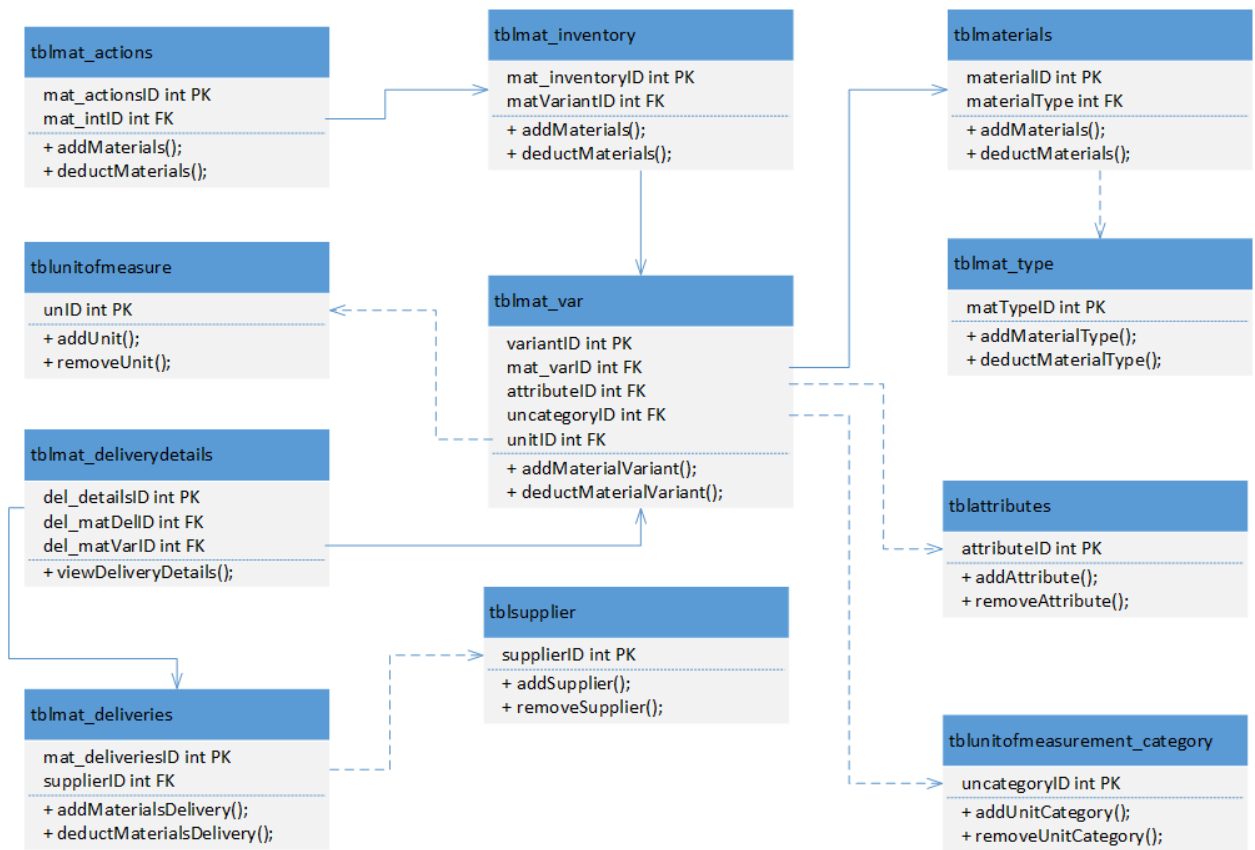 tblmat_actions
mat_actionsID int PK
mat_intID int FK
+ addMaterials();
+ deductMaterials();
tblmat_inventory
mat_inventoryID int PK
matVariantID int FK
+ addMaterials();
+ deductMaterials();
tblmaterials
materialID int PK
materialType int FK
+ addMaterials();
+ deductMaterials();
tblunitofmeasure
unID int PK
+ addUnit();
+ removeUnit();
tblmat_var
variantID int PK
mat_varID int FK
attributeID int FK
uncategoryID int FK
unitID int FK
+ addMaterialVariant();
+ deductMaterialVariant();
tblmat_type
matTypeID int PK
+ addMaterialType();
+ deductMaterialType();
tblmat_deliverydetails
del_detailsID int PK
del_matDelID int FK
del_matVarID int FK
+ viewDeliveryDetails();
tblattributes
attributeID int PK
+ addAttribute();
+ removeAttribute();
tblsupplier
supplierID int PK
+ addSupplier();
+ removeSupplier();
tblmat_deliveries
mat_deliveriesID int PK
supplierID int FK
+ addMaterialsDelivery();
+ deductMaterialsDelivery();
tblunitofmeasurement_category
uncategoryID int PK
+ addUnitCategory();
+ removeUnitCategory();